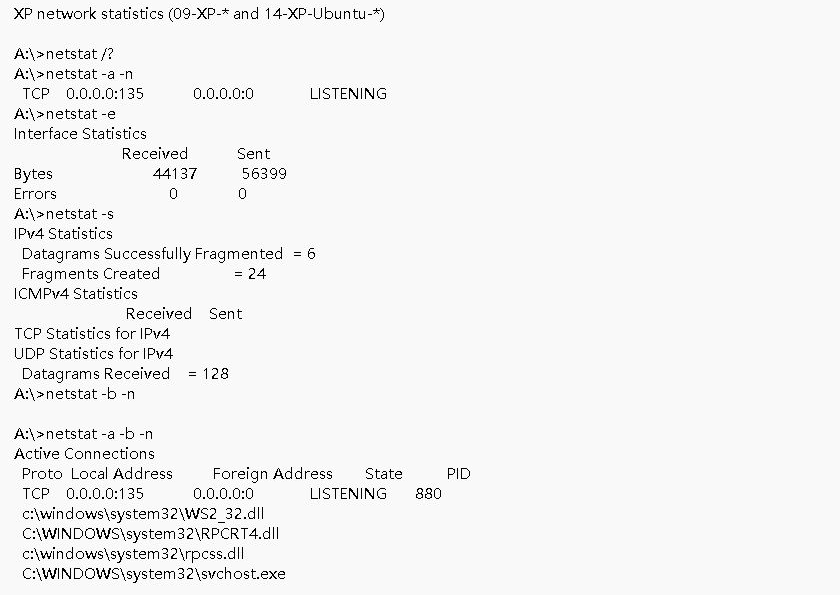 XP network statistics (09-XP-* and 14-XP-Ubuntu-*)
A:\>netstat /?
A:\>netstat -a -n
TCP 0.0.0.0:135 0.0.0.0:0 LISTENING
A:\>netstat -e
Interface Statistics
Received Sent
Bytes 44137 56399
Errors 0 0
A:\>netstat -s
IPv4 Statistics
Datagrams Successfully Fragmented = 6
Fragments Created = 24
ICMPv4 Statistics
Received Sent
TCP Statistics for IPv4
UDP Statistics for IPv4
Datagrams Received = 128
A:\>netstat -b -n
A:\>netstat -a -b -n
Active Connections
Proto Local Address Foreign Address State PID
TCP 0.0.0.0:135 0.0.0.0:0 LISTENING 880
c:\windows\system32\WS2_32.dll
C:\WINDOWS\system32\RPCRT4.dll
c:\windows\system32\rpcss.dll
C:\WINDOWS\system32\svchost.exe